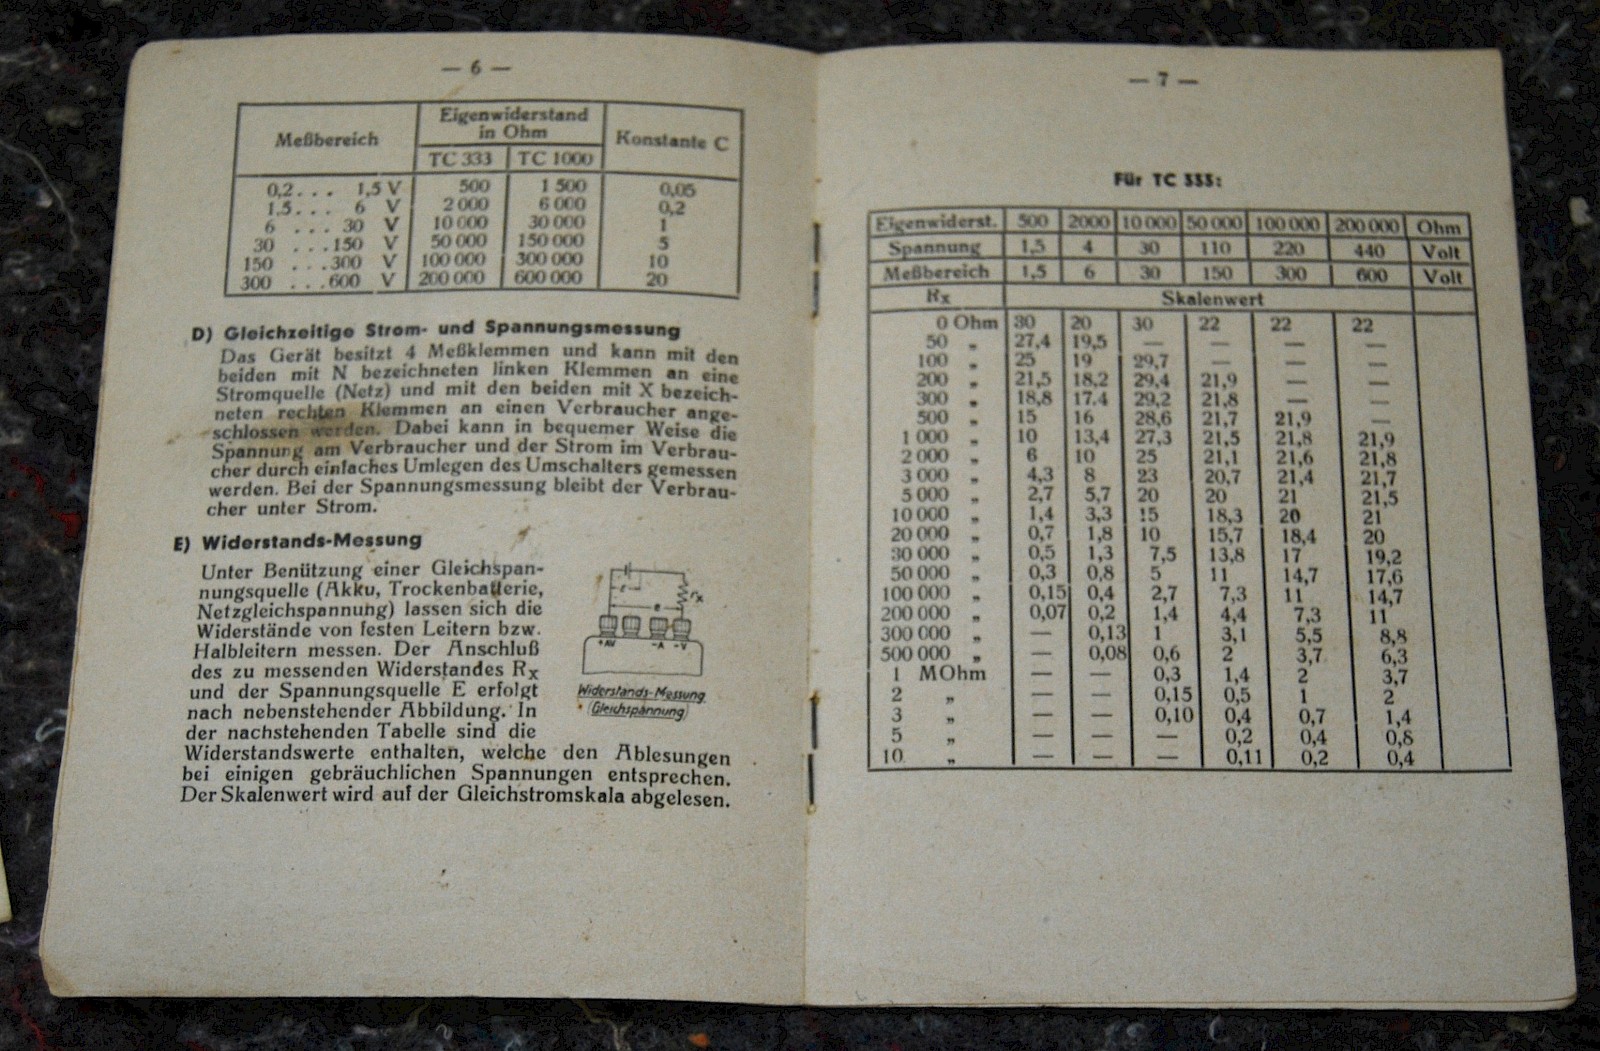 — 6 —
Meßbereich
Eigenwiderstand
in Ohm
Konstante C
TC 333 TC 1000
0,2... 1,5 V 500 1 500 0,05
1,5... 6 V 2 000 6 000 0,2
6 ... 30 V 10 000 30 000 1
30 ...150 V 50 000 150 000 5
150 ...300 V 100 000 300 000 10
300 ...600 V 200 000 600 000 20
D) Gleichzeitige Strom- und Spannungsmessung
Das Gerät besitzt 4 Meßklemmen und kann mit den
beiden mit N bezeichneten linken Klemmen an eine
Stromquelle (Netz) und mit den beiden mit X bezeich-
neten rechten Klemmen an einen Verbraucher ange-
schlossen werden. Dabei kann in bequemer Weise die
Spannung am Verbraucher und der Strom im Verbrau-
cher durch einfaches Umlegen des Umschalters gemessen
werden. Bei der Spannungsmessung bleibt der Verbrau-
cher unter Strom.
E) Widerstands-Messung
Unter Benützung einer Gleichspan-
nungsquelle (Akku, Trockenbatterie,
Netzgleichspannung) lassen sich die
Widerstände von festen Leitern bzw.
Halbleitern messen. Der Anschluß
des zu messenden Widerstandes Rx
und der Spannungsquelle E erfolgt
nach nebenstehender Abbildung. In
der nachstehenden Tabelle sind die
Widerstandswerte enthalten, welche den Ablesungen
bei einigen gebräuchlichen Spannungen entsprechen.
Der Skalenwert wird auf der Gleichstromskala abgelesen.
rx
+AV -A -V
Widerstands-Messung
(Gleichspannung)
— 7 —
Für TC 333:
Eigenwiderst. 500 2000 10 000 50 000 100 000 200 000 Ohm
Spannung 1,5 4 30 110 220 440 Volt
Meßbereich 1,5 6 30 150 300 600 Volt
Rx Skalenwert
0 Ohm 30 20 30 22 22 22
50 „ 27,4 19,5 — — — —
100 „ 25 19 29,7 — — —
200 „ 21,5 18,2 29,4 21,9 — —
300 „ 18,8 17.4 29,2 21,8 — —
500 „ 15 16 28,6 21,7 21,9 —
1 000 „ 10 13,4 27,3 21,5 21,8 21,9
2 000 „ 6 10 25 21,1 21,6 21,8
3 000 „ 4,3 8 23 20,7 21,4 21,7
5 000 „ 2,7 5,7 20 20 21 21,5
10 000 „ 1,4 3,3 15 18,3 20 21
20 000 „ 0,7 1,8 10 15,7 18,4 20
30 000 „ 0,5 1,3 7,5 13,8 17 19,2
50 000 „ 0,3 0,8 5 11 14,7 17,6
100 000 „ 0,15 0,4 2,7 7,3 11 14,7
200 000 „ 0,07 0,2 1,4 4,4 7,3 11
300 000 „ — 0,13 1 3,1 5,5 8,8
500 000 „ — 0,08 0,6 2 3,7 6,3
1 MOhm — — 0,3 1,4 2 3,7
2 „ — — 0,15 0,5 1 2
3 „ — — 0,10 0,4 0,7 1,4
5 „ — — — 0,2 0,4 0,8
10 „ — — — 0,11 0,2 0,4